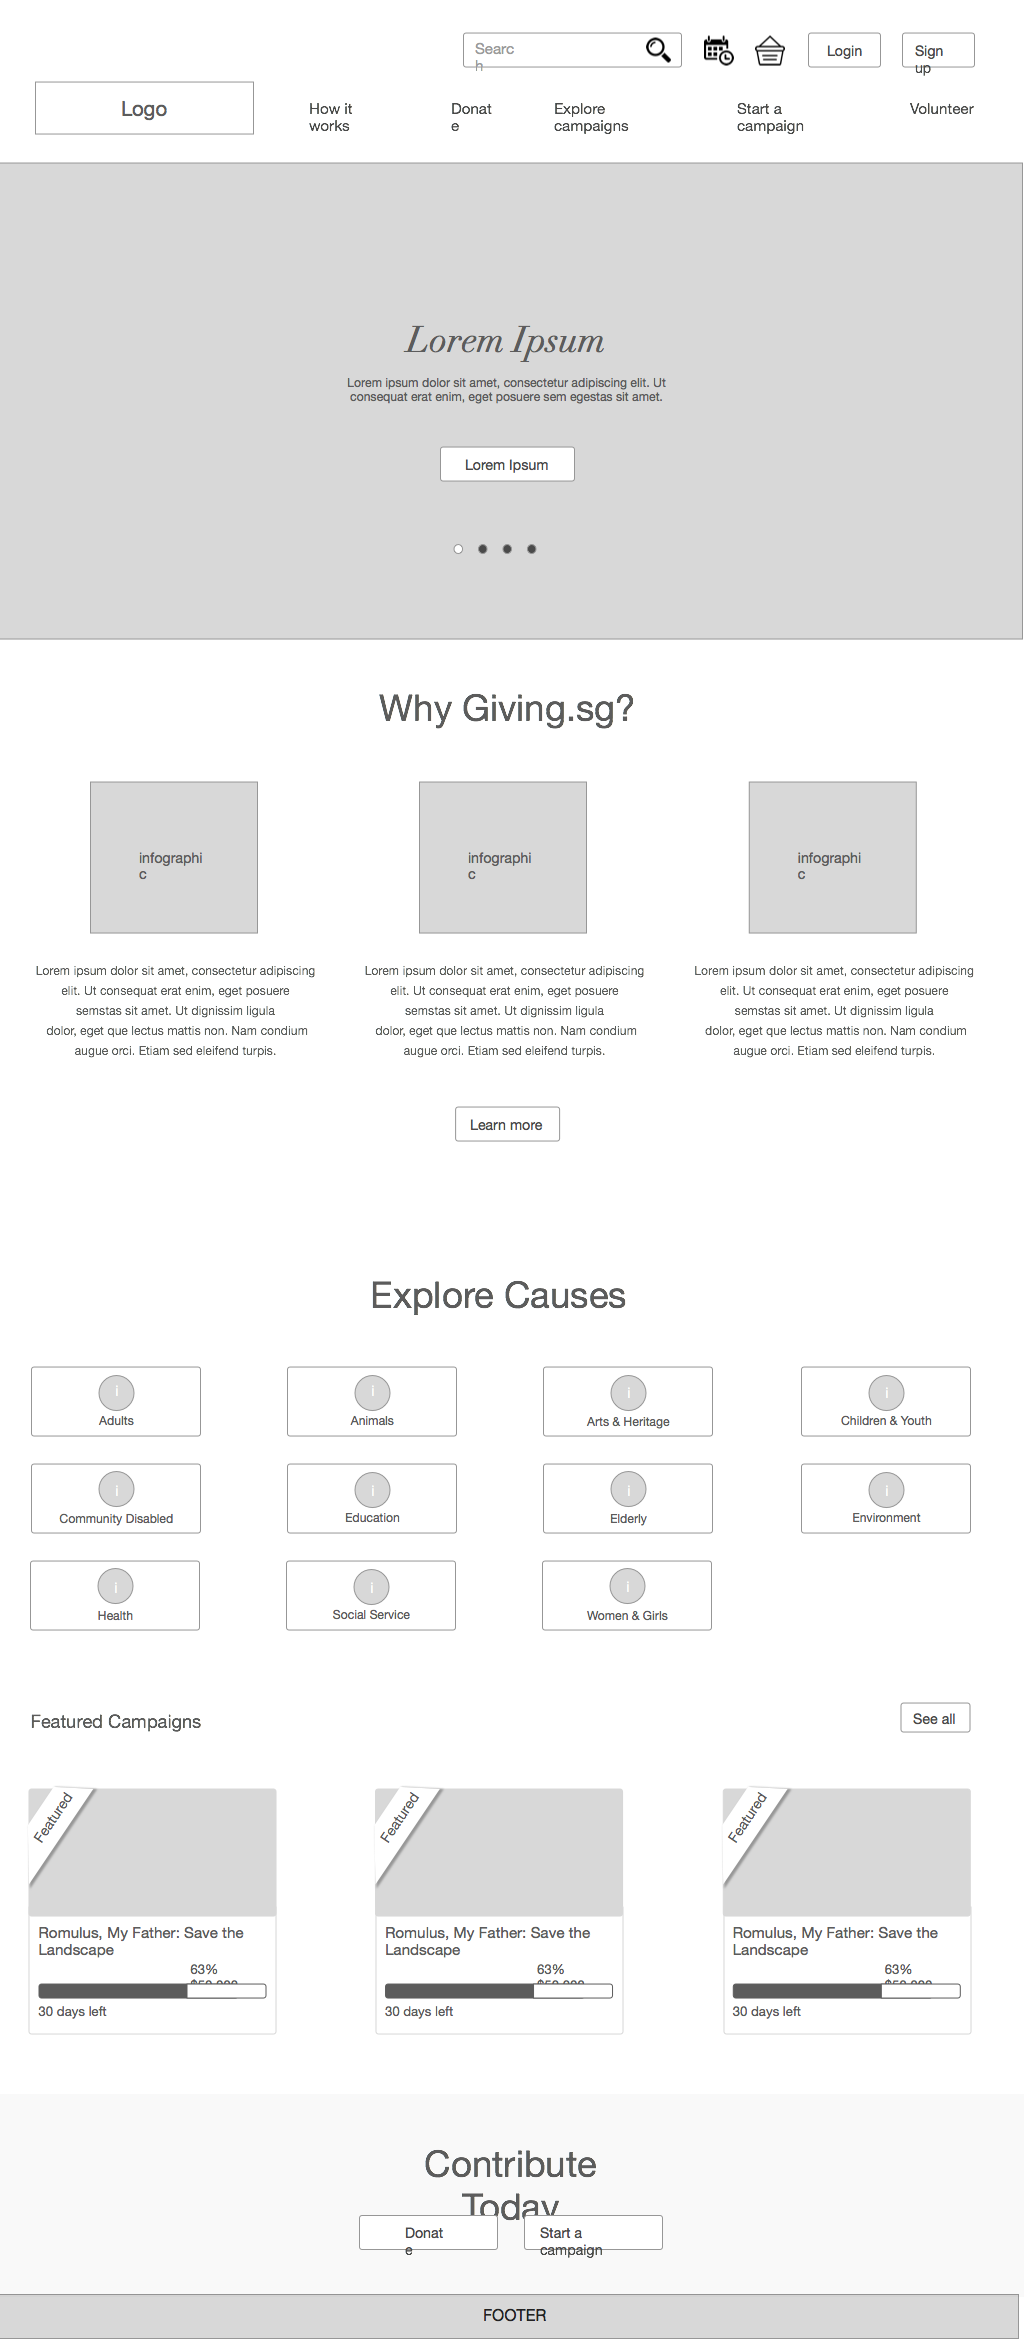 Searc
h
Login
Sign
up
Logo
How it
works
Donat
e
Explore
campaigns
Start a
campaign
Volunteer
Lorem Ipsum
Lorem ipsum dolor sit amet, consectetur adipiscing elit. Ut
consequat erat enim, eget posuere sem egestas sit amet.
Lorem Ipsum
Why Giving.sg?
infographi
c
infographi
c
infographi
c
Lorem ipsum dolor sit amet, consectetur adipiscing
elit. Ut consequat erat enim, eget posuere
semstas sit amet. Ut dignissim ligula
dolor, eget que lectus mattis non. Nam condium
augue orci. Etiam sed eleifend turpis.
Lorem ipsum dolor sit amet, consectetur adipiscing
elit. Ut consequat erat enim, eget posuere
semstas sit amet. Ut dignissim ligula
dolor, eget que lectus mattis non. Nam condium
augue orci. Etiam sed eleifend turpis.
Lorem ipsum dolor sit amet, consectetur adipiscing
elit. Ut consequat erat enim, eget posuere
semstas sit amet. Ut dignissim ligula
dolor, eget que lectus mattis non. Nam condium
augue orci. Etiam sed eleifend turpis.
Learn more
Explore Causes
i
Adults
i
Animals
i
Arts & Heritage
i
Children & Youth
i
Community Disabled
i
Education
i
Elderly
i
Environment
i
Health
i
Social Service
i
Women & Girls
Featured Campaigns
See all
Featured
Romulus, My Father: Save the
Landscape
63%
30 days left
Featured
Romulus, My Father: Save the
Landscape
63%
30 days left
Featured
Romulus, My Father: Save the
Landscape
63%
30 days left
Contribute
Today
Donat
e
Start a
campaign
FOOTER